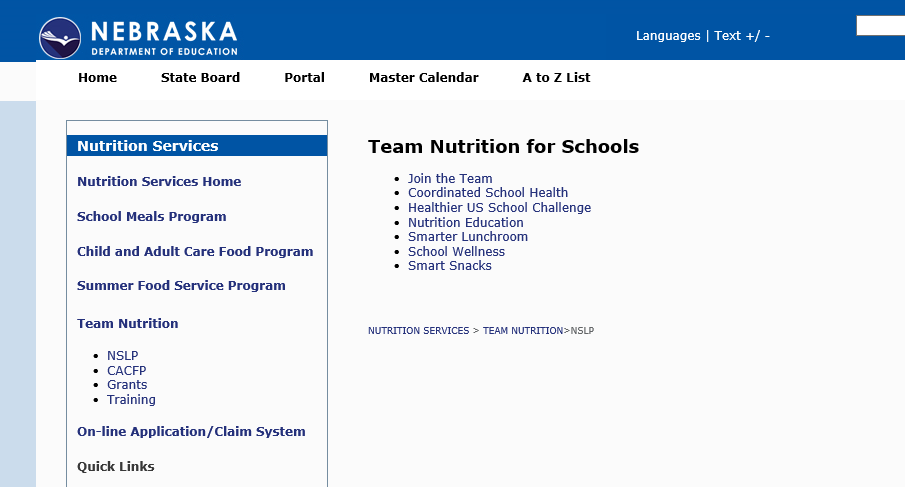 NEBRASKA
DEPARTMENT OF EDUCATION
Languages | Text +/ -
Home State Board Portal Master Calendar A to Z List
Nutrition Services
Nutrition Services Home
School Meals Program
Child and Adult Care Food Program
Summer Food Service Program
Team Nutrition
NSLP
CACFP
Grants
Training
On-line Application/Claim System
Quick Links
Team Nutrition for Schools
Join the Team
Coordinated School Health
Healthier US School Challenge
Nutrition Education
Smarter Lunchroom
School Wellness
Smart Snacks
NUTRITION SERVICES > TEAM NUTRITION>NSLP